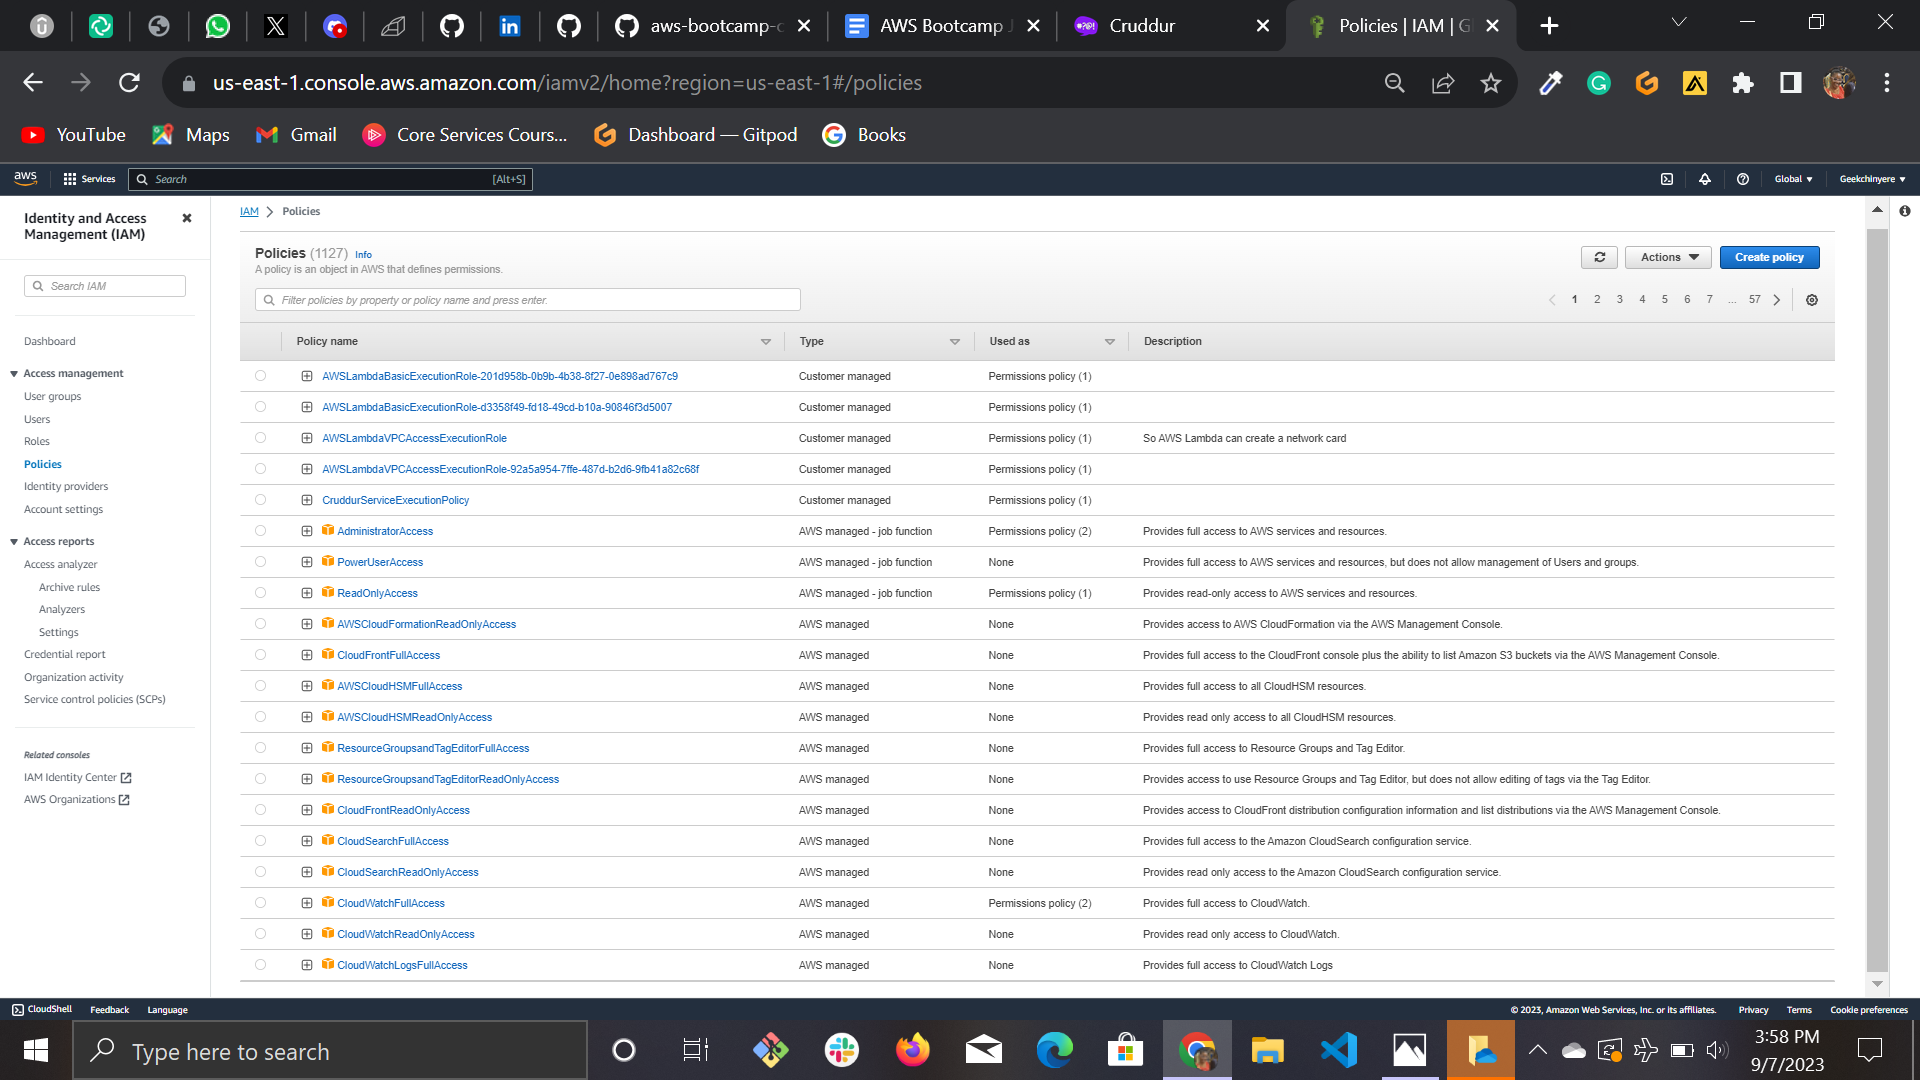 aws-bootcamp-c
AWS Bootcamp J
Cruddur
Policies | IAM | Gl
us-east-1.console.aws.amazon.com/iamv2/home?region=us-east-1#/policies
YouTube
Maps
Gmail
Core Services Cours...
Dashboard — Gitpod
Books
aws
Services
Search
[Alt+S]
Global
Geekchinyere
Identity and Access
Management (IAM)
Search IAM
Dashboard
Access management
User groups
Users
Roles
Policies
Identity providers
Account settings
Access reports
Access analyzer
Archive rules
Analyzers
Settings
Credential report
Organization activity
Service control policies (SCPs)
Related consoles
IAM Identity Center
AWS Organizations
IAM > Policies
Policies (1127) Info
A policy is an object in AWS that defines permissions.
Actions
Create policy
Filter policies by property or policy name and press enter.
1 2 3 4 5 6 7 ... 57
Policy name Type Used as Description
AWSLambdaBasicExecutionRole-201d958b-0b9b-4b38-8f27-0e898ad767c9 Customer managed Permissions policy (1)
AWSLambdaBasicExecutionRole-d3358f49-fd18-49cd-b10a-90846f3d5007 Customer managed Permissions policy (1)
AWSLambdaVPCAccessExecutionRole Customer managed Permissions policy (1) So AWS Lambda can create a network card
AWSLambdaVPCAccessExecutionRole-92a5a954-7ffe-487d-b2d6-9fb41a82c68f Customer managed Permissions policy (1)
CruddurServiceExecutionPolicy Customer managed Permissions policy (1)
AdministratorAccess AWS managed - job function Permissions policy (2) Provides full access to AWS services and resources.
PowerUserAccess AWS managed - job function None Provides full access to AWS services and resources, but does not allow management of Users and groups.
ReadOnlyAccess AWS managed - job function Permissions policy (1) Provides read-only access to AWS services and resources.
AWSCloudFormationReadOnlyAccess AWS managed None Provides access to AWS CloudFormation via the AWS Management Console.
CloudFrontFullAccess AWS managed None Provides full access to the CloudFront console plus the ability to list Amazon S3 buckets via the AWS Management Console.
AWSCloudHSMFullAccess AWS managed None Provides full access to all CloudHSM resources.
AWSCloudHSMReadOnlyAccess AWS managed None Provides read only access to all CloudHSM resources.
ResourceGroupsandTagEditorFullAccess AWS managed None Provides full access to Resource Groups and Tag Editor.
ResourceGroupsandTagEditorReadOnlyAccess AWS managed None Provides access to use Resource Groups and Tag Editor, but does not allow editing of tags via the Tag Editor.
CloudFrontReadOnlyAccess AWS managed None Provides access to CloudFront distribution configuration information and list distributions via the AWS Management Console.
CloudSearchFullAccess AWS managed None Provides full access to the Amazon CloudSearch configuration service.
CloudSearchReadOnlyAccess AWS managed None Provides read only access to the Amazon CloudSearch configuration service.
CloudWatchFullAccess AWS managed Permissions policy (2) Provides full access to CloudWatch.
CloudWatchReadOnlyAccess AWS managed None Provides read only access to CloudWatch.
CloudWatchLogsFullAccess AWS managed None Provides full access to CloudWatch Logs
CloudShell Feedback Language
© 2023, Amazon Web Services, Inc. or its affiliates. Privacy Terms Cookie preferences
Type here to search
3:58 PM
9/7/2023